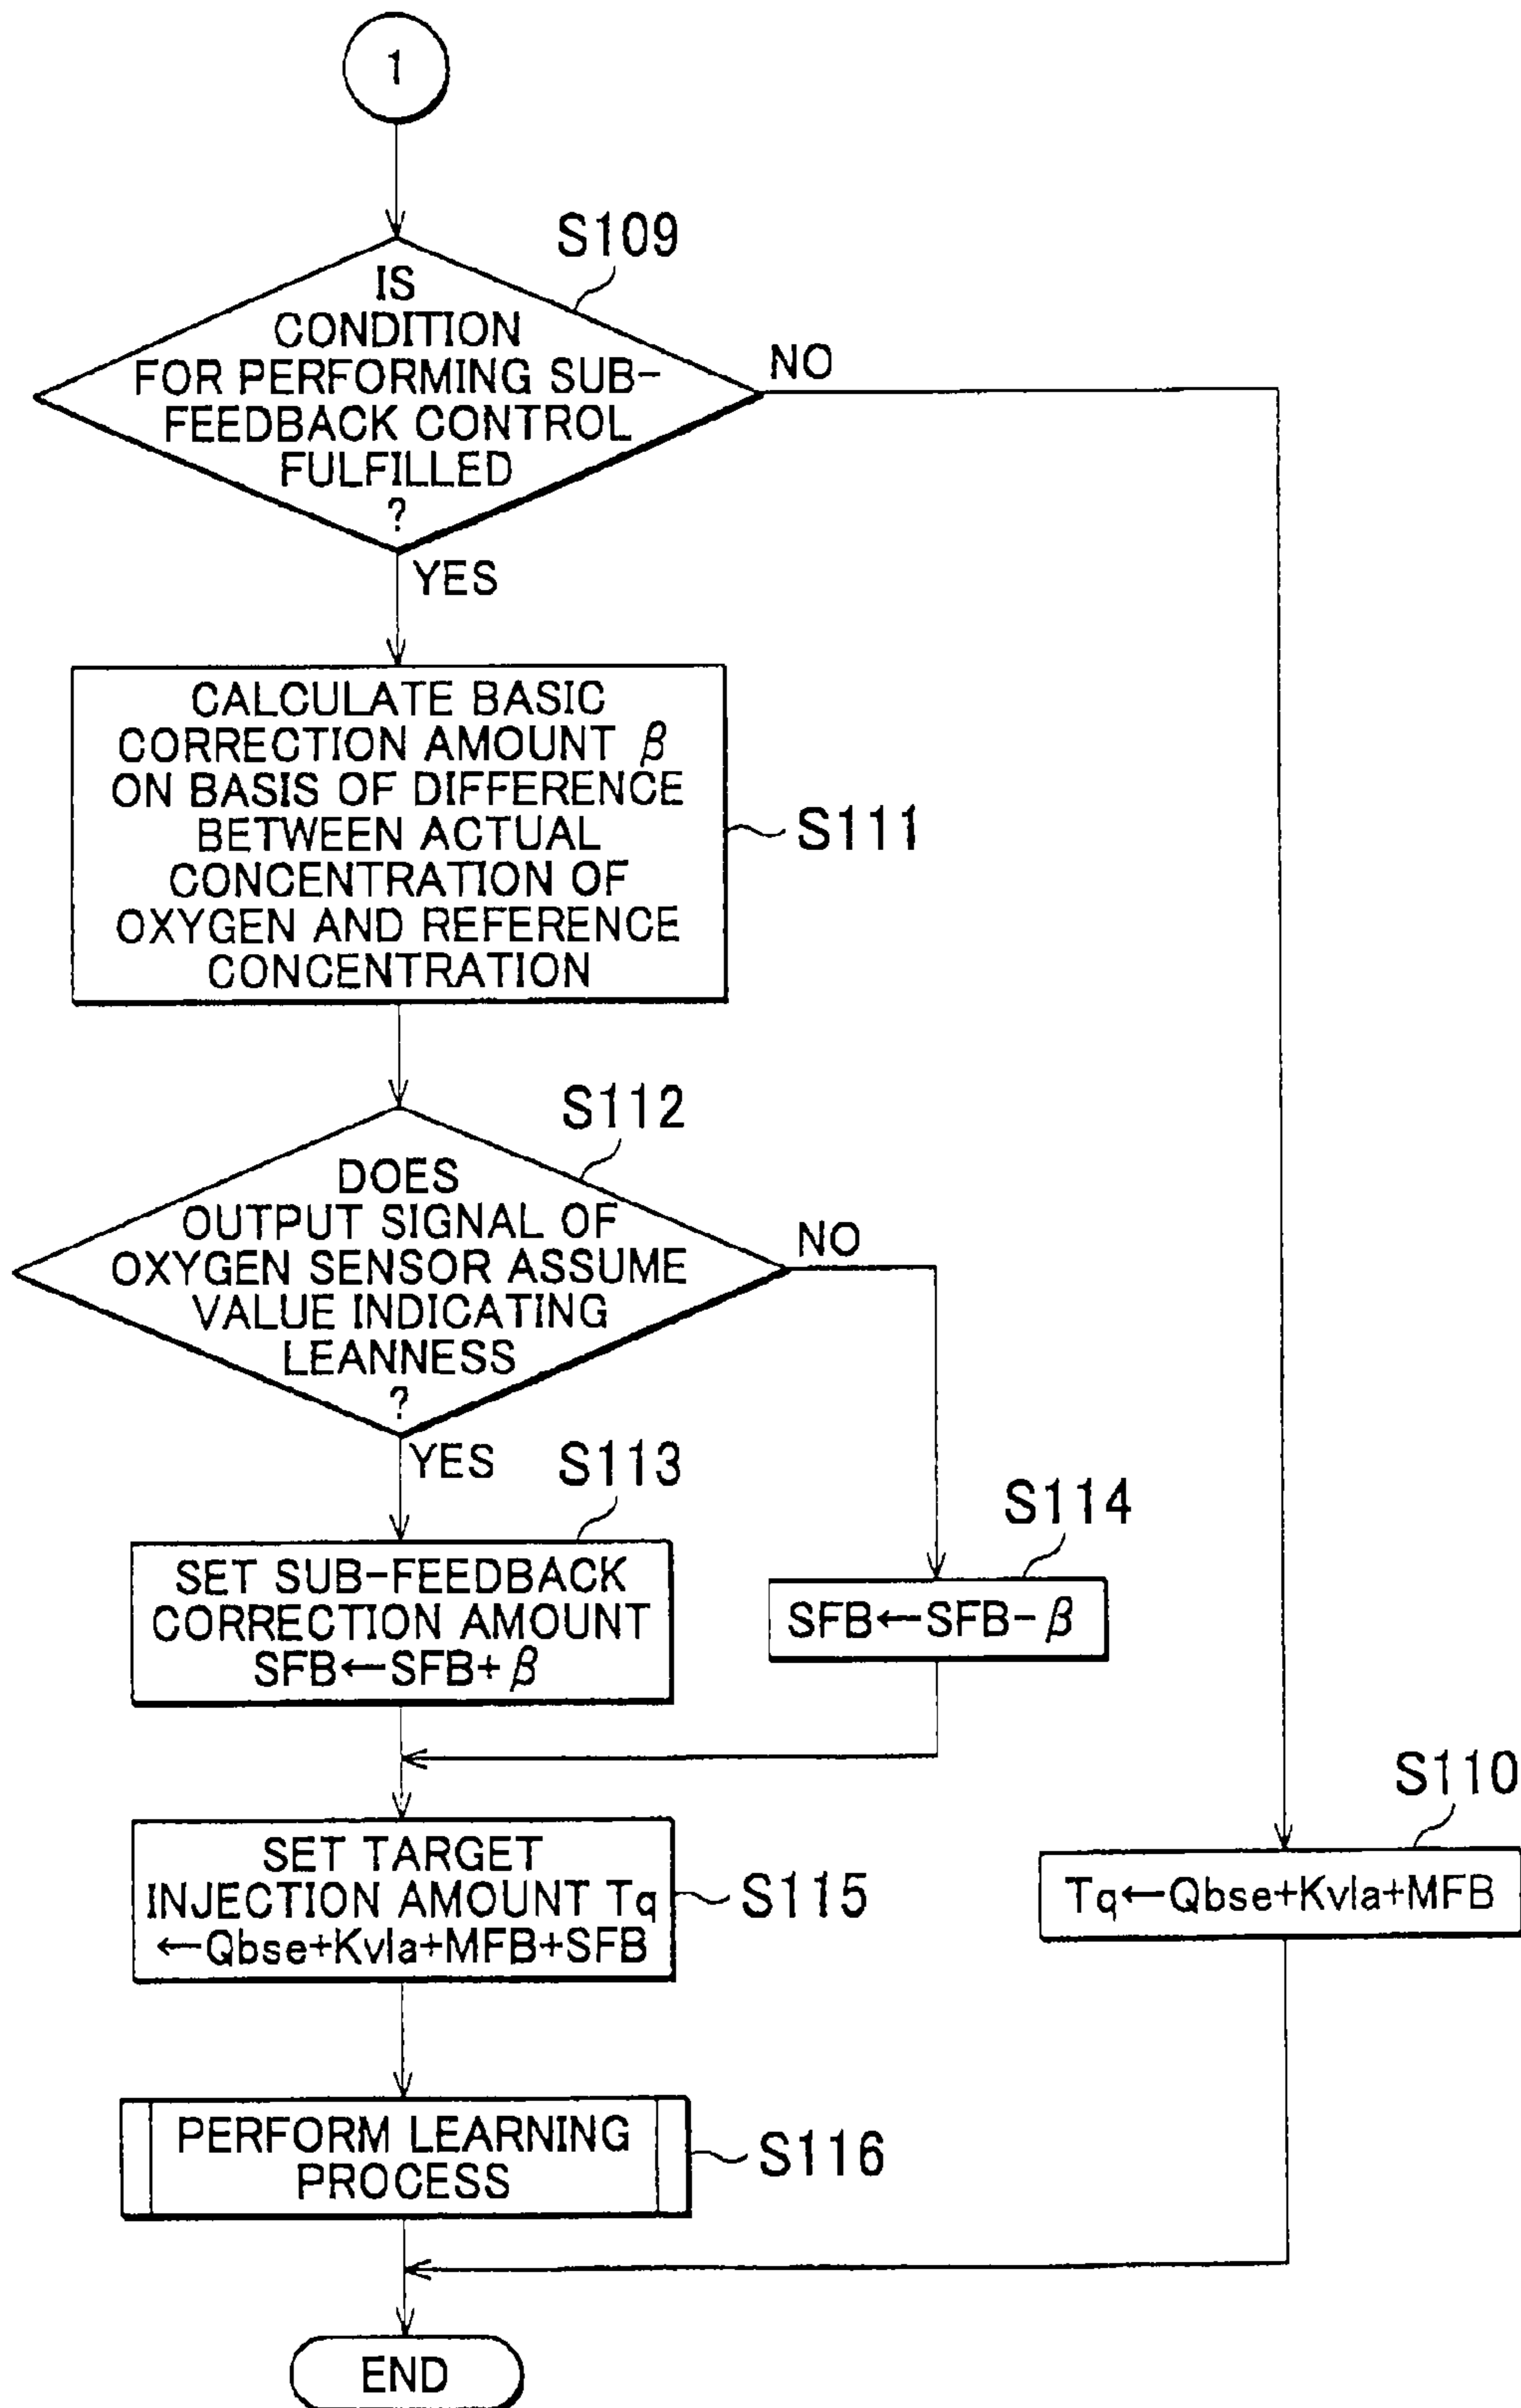 1
S109
IS
CONDITION
FOR PERFORMING SUB-
FEEDBACK CONTROL
FULFILLED
?
NO
YES
CALCULATE BASIC
CORRECTION AMOUNT β
ON BASIS OF DIFFERENCE
BETWEEN ACTUAL
CONCENTRATION OF
OXYGEN AND REFERENCE
CONCENTRATION
S111
S112
DOES
OUTPUT SIGNAL OF
OXYGEN SENSOR ASSUME
VALUE INDICATING
LEANNESS
?
NO
YES
S113
SET SUB-FEEDBACK
CORRECTION AMOUNT
SFB←SFB+β
S114
SFB←SFB-β
S110
Tq←Qbse+Kvla+MFB
SET TARGET
INJECTION AMOUNT Tq
←Qbse+Kvla+MFB+SFB
S115
PERFORM LEARNING
PROCESS
S116
END